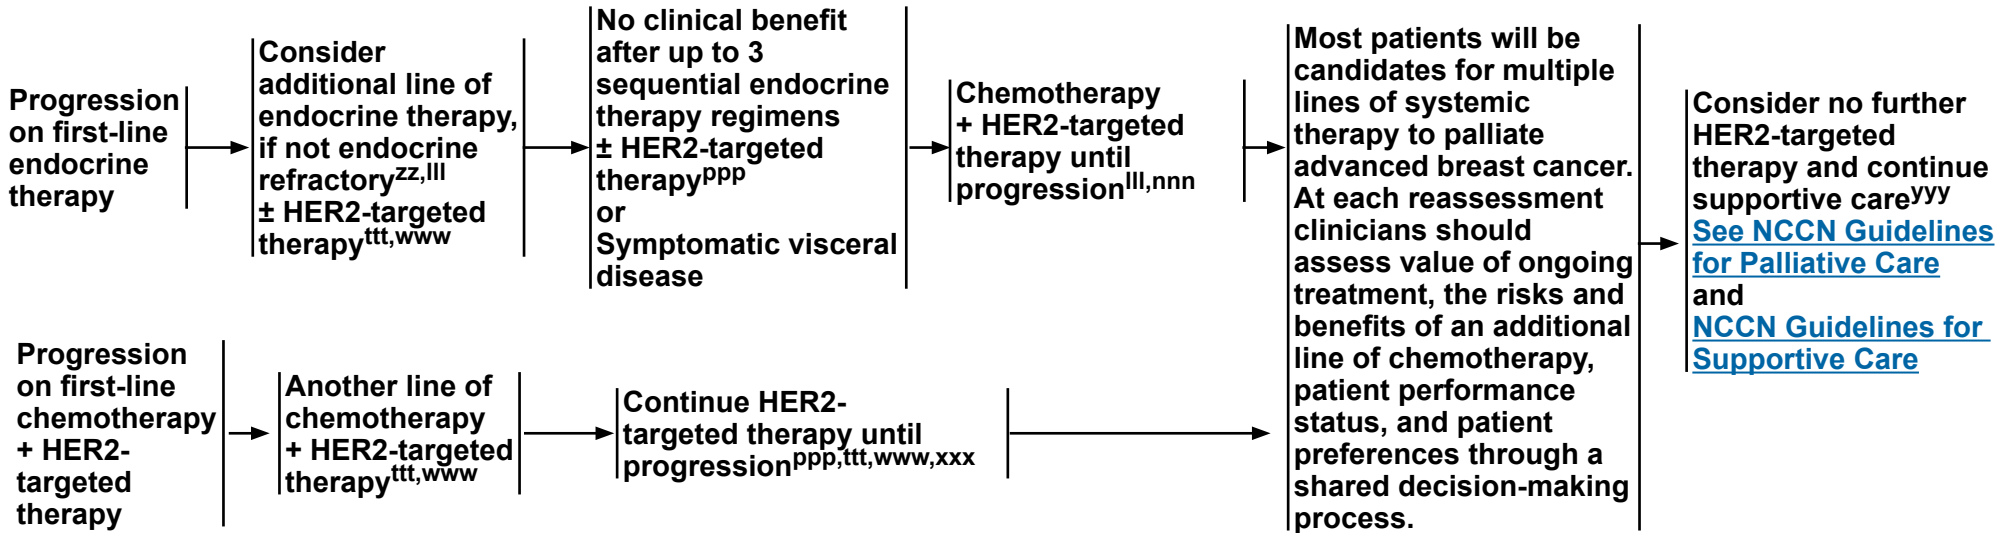 Progression
on first-line
endocrine
therapy
Consider
additional line of
endocrine therapy,
if not endocrine
refractoryzz,lll
± HER2-targeted
therapyttt,www
No clinical benefit
after up to 3
sequential endocrine
therapy regimens
± HER2-targeted
therapyppp
or
Symptomatic visceral
disease
Chemotherapy
+ HER2-targeted
therapy until
progressionlll,nnn
Progression
on first-line
chemotherapy
+ HER2-
targeted
therapy
Another line of
chemotherapy
+ HER2-targeted
therapyttt,www
Continue HER2-
targeted therapy until
progressionppp,ttt,www,xxx
Most patients will be
candidates for multiple
lines of systemic
therapy to palliate
advanced breast cancer.
At each reassessment
clinicians should
assess value of ongoing
treatment, the risks and
benefits of an additional
line of chemotherapy,
patient performance
status, and patient
preferences through a
shared decision-making
process.
Consider no further
HER2-targeted
therapy and continue
supportive careyyy
See NCCN Guidelines
for Palliative Care
and
NCCN Guidelines for
Supportive Care